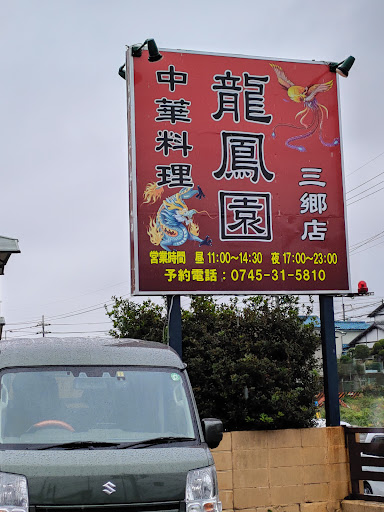 中華料理
龍鳳園
三郷店
営業時間 昼 11:00〜14:30 夜 17:00〜23:00
予約電話:0745-31-5810